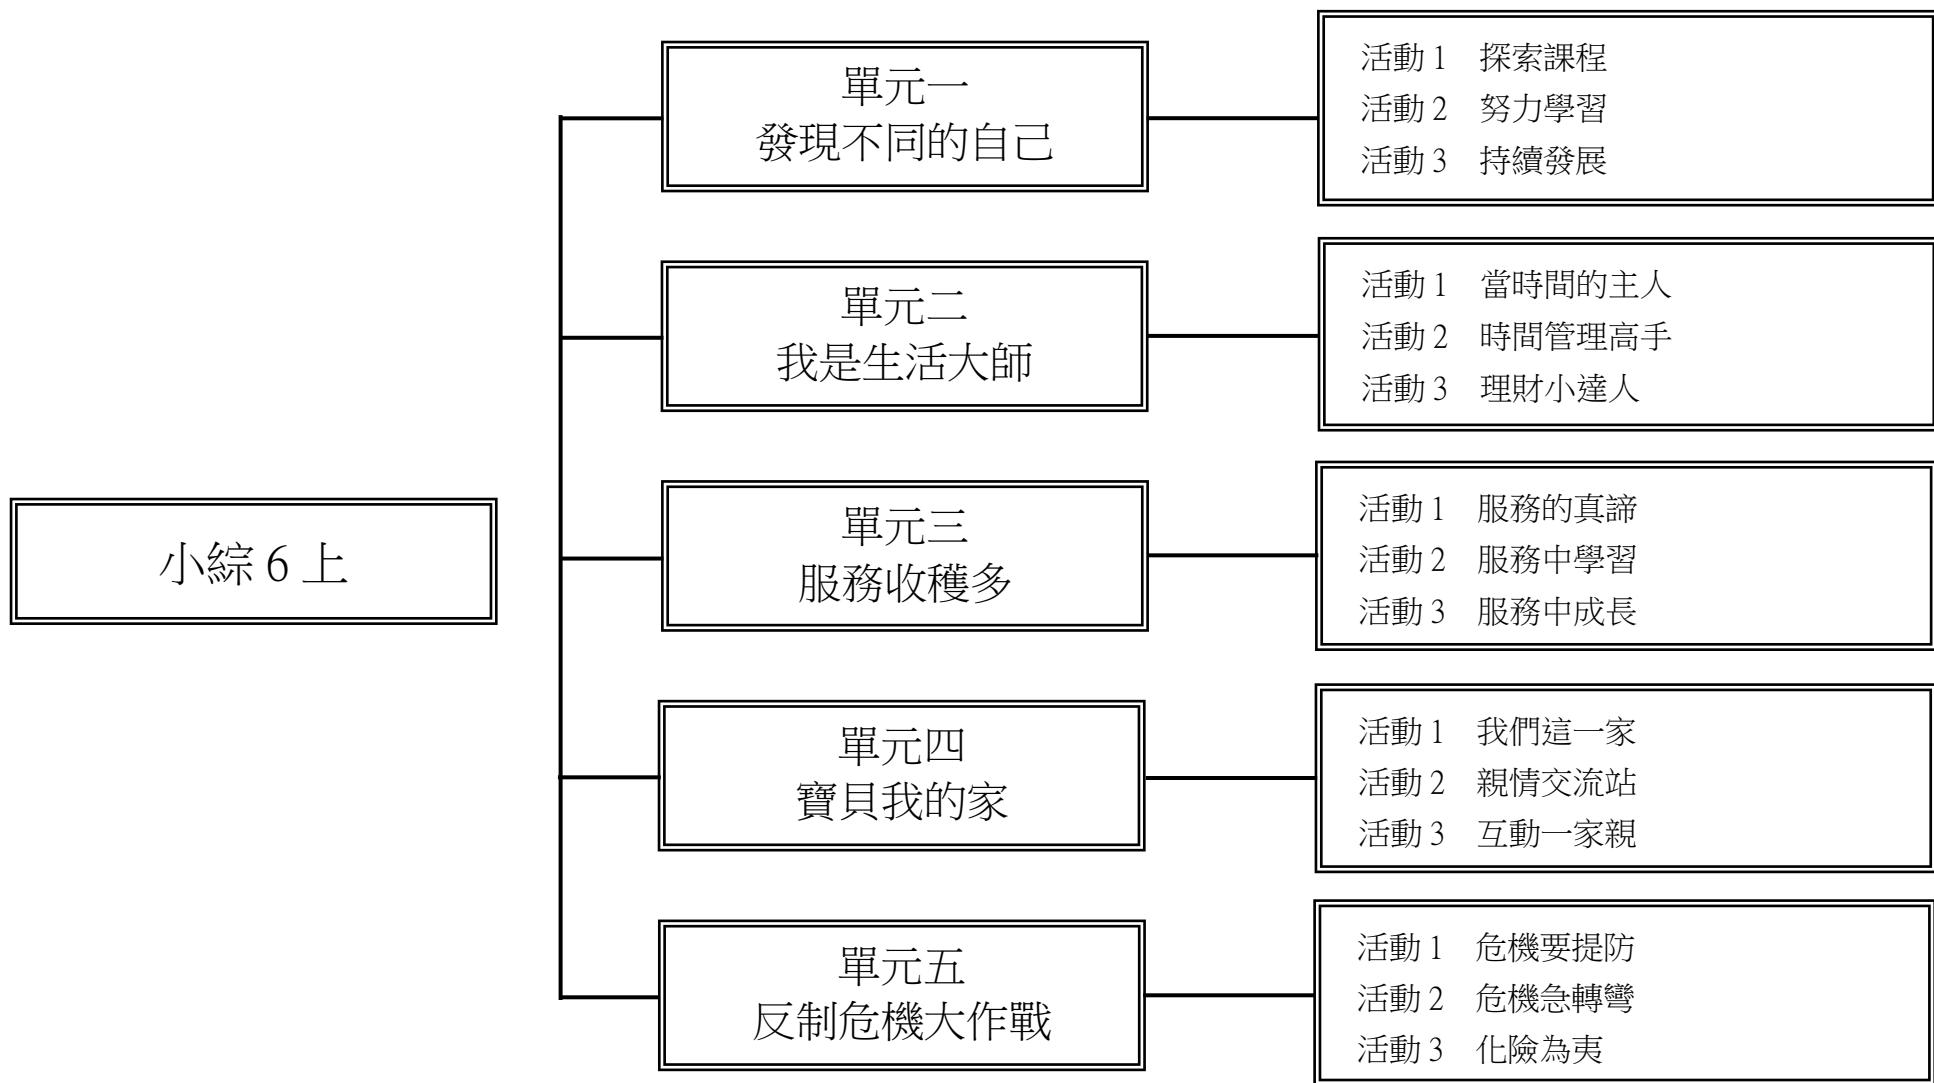 小綜 6 上
單元一
發現不同的自己
活動 1　探索課程
活動 2　努力學習
活動 3　持續發展
單元二
我是生活大師
活動 1　當時間的主人
活動 2　時間管理高手
活動 3　理財小達人
單元三
服務收穫多
活動 1　服務的真諦
活動 2　服務中學習
活動 3　服務中成長
單元四
寶貝我的家
活動 1　我們這一家
活動 2　親情交流站
活動 3　互動一家親
單元五
反制危機大作戰
活動 1　危機要提防
活動 2　危機急轉彎
活動 3　化險為夷